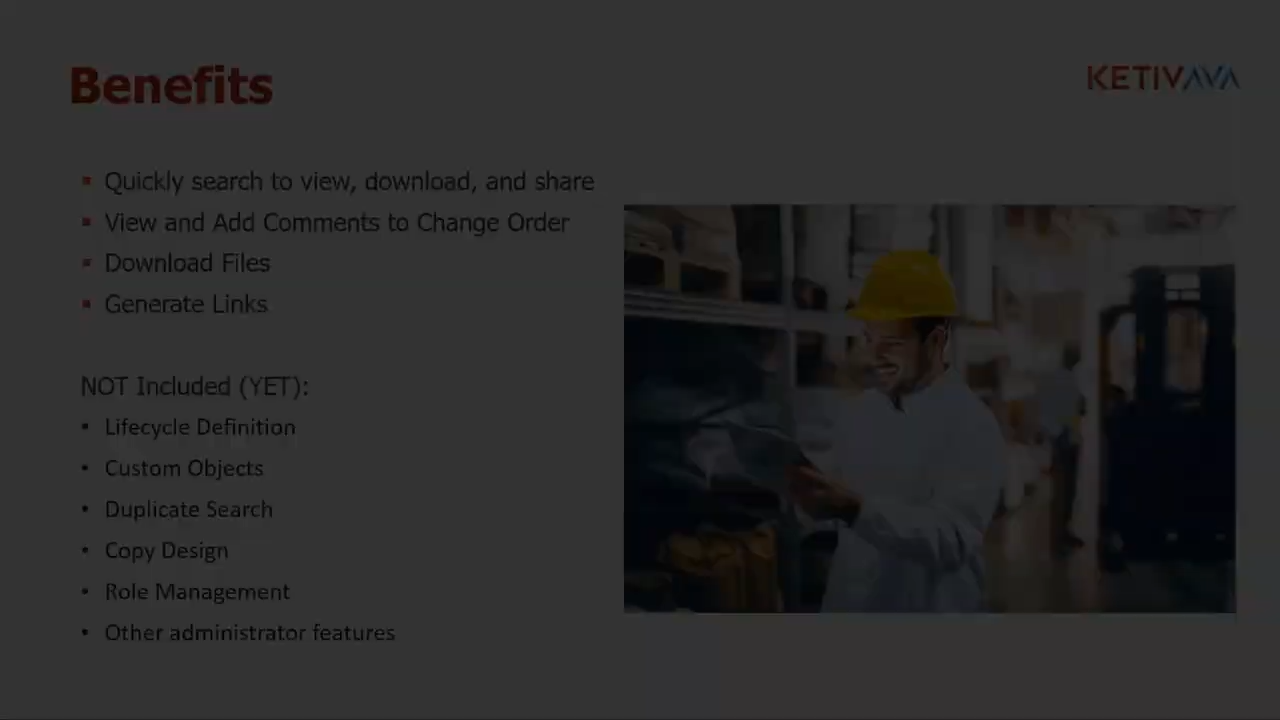 Benefits
KETIVAVA
Quickly search to view, download, and share
View and Add Comments to Change Order
Download Files
Generate Links
NOT Included (YET):
Lifecycle Definition
Custom Objects
Duplicate Search
Copy Design
Role Management
Other administrator features